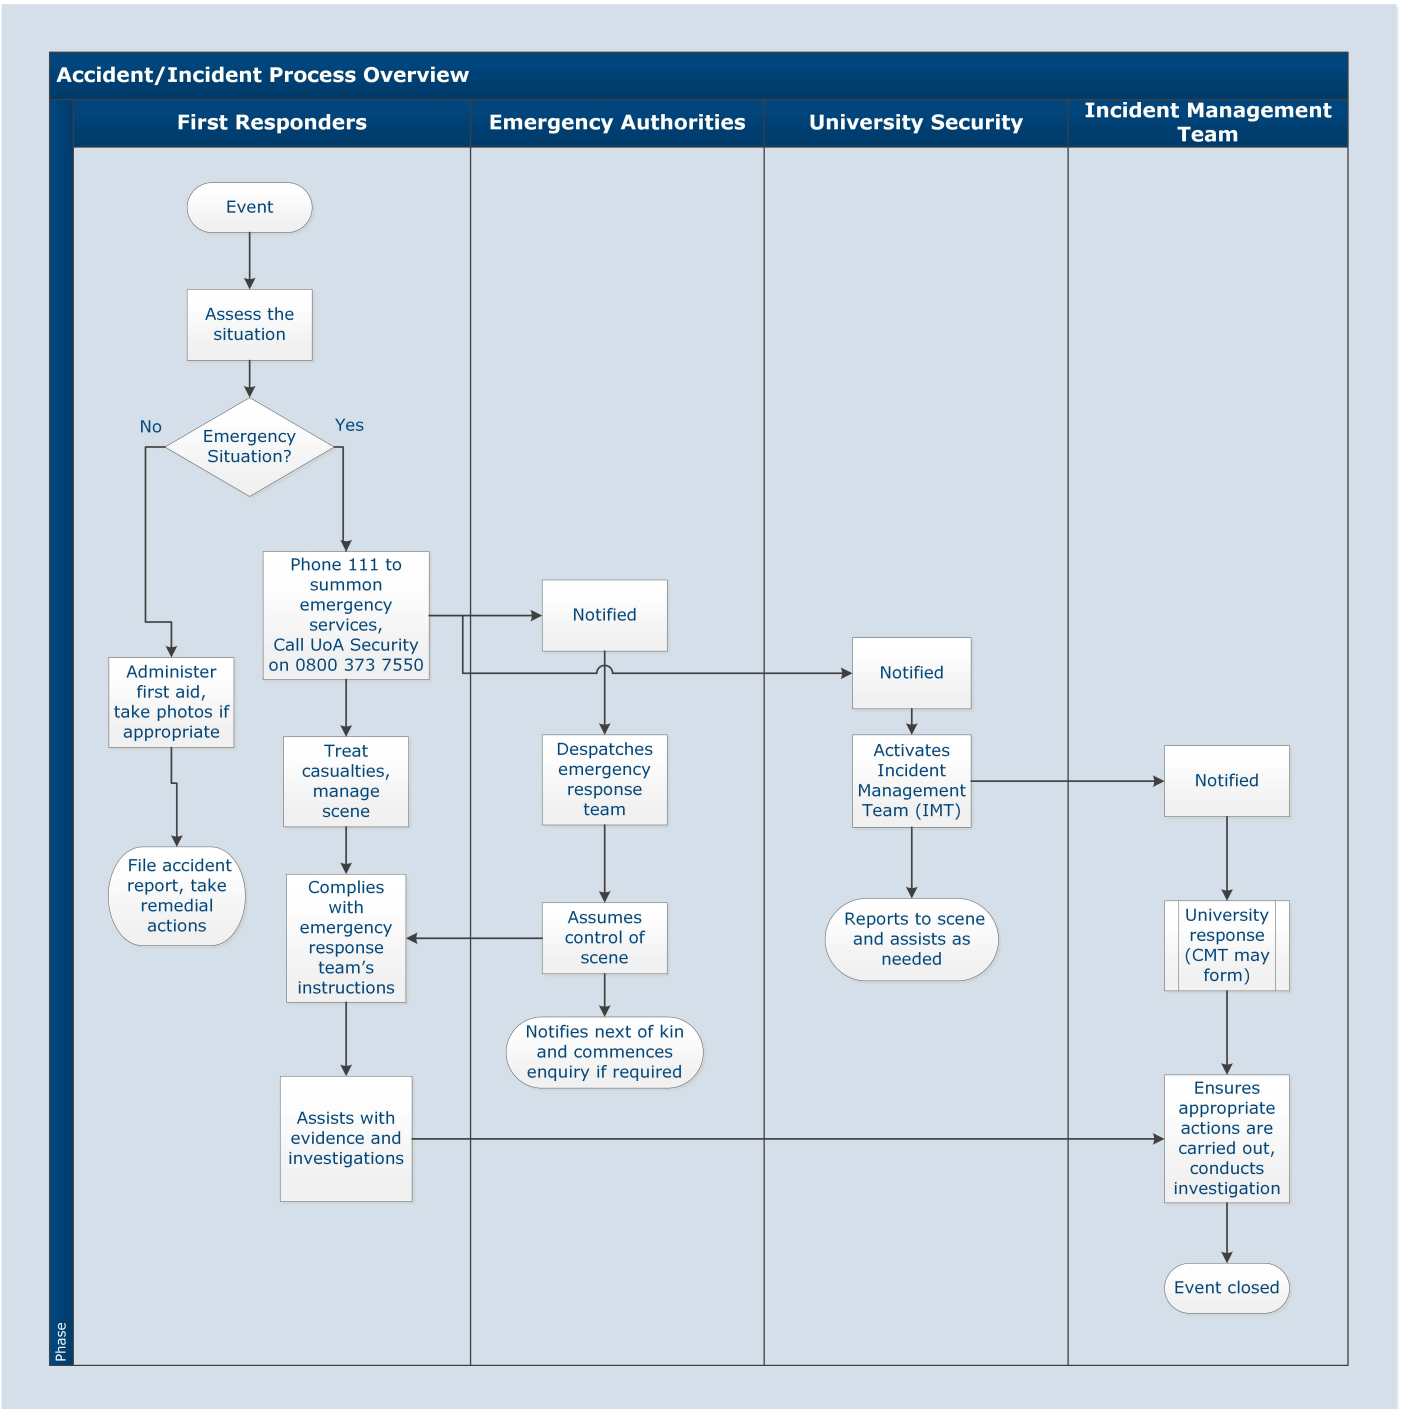 Accident/Incident Process Overview
First Responders
Emergency Authorities
University Security
Incident Management
Team
Event
Assess the
situation
Emergency
Situation?
No
Yes
Phone 111 to
summon
emergency
services,
Call UoA Security
on 0800 373 7550
Administer
first aid,
take photos if
appropriate
File accident
report, take
remedial
actions
Treat
casualties,
manage
scene
Complies
with
emergency
response
team’s
instructions
Assists with
evidence and
investigations
Notified
Despatches
emergency
response
team
Assumes
control of
scene
Notifies next of kin
and commences
enquiry if required
Notified
Activates
Incident
Management
Team (IMT)
Reports to scene
and assists as
needed
Notified
University
response
(CMT may
form)
Ensures
appropriate
actions are
carried out,
conducts
investigation
Event closed
Phase